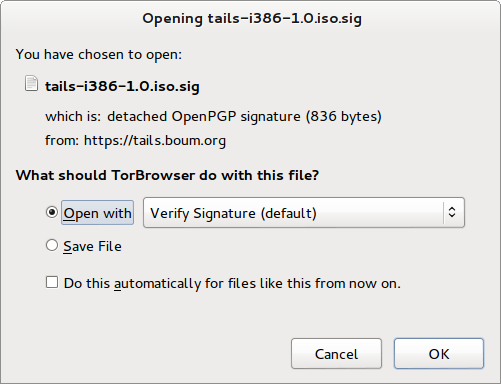 Opening tails-i386-1.0.iso.sig
You have chosen to open:
tails-i386-1.0.iso.sig
which is: detached OpenPGP signature (836 bytes)
from: https://tails.boum.org
What should TorBrowser do with this file?
Open with Verify Signature (default)
Save File
Do this automatically for files like this from now on.
Cancel OK